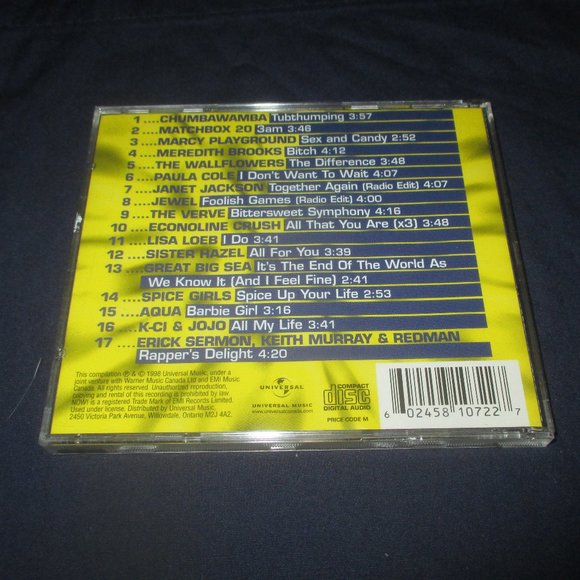 1 ....CHUMBAWAMBA Tubthumping 3:57
2 ....MATCHBOX 20 3am 3:46
3 ....MARCY PLAYGROUND Sex and Candy 2:52
4 ....MEREDITH BROOKS Bitch 4:12
5 ....THE WALLFLOWERS The Difference 3:48
6 ....PAULA COLE I Don't Want To Wait 4:07
7 ....JANET JACKSON Together Again (Radio Edit) 4:07
8 ....JEWEL Foolish Games (Radio Edit) 4:00
9 ....THE VERVE Bittersweet Symphony 4:16
10 ....ECONOLINE CRUSH All That You Are (x3) 3:48
11 ....LISA LOEB I Do 3:41
12 ....SISTER HAZEL All For You 3:39
13 ....GREAT BIG SEA It's The End Of The World As
We Know It (And I Feel Fine) 2:41
14 ....SPICE GIRLS Spice Up Your Life 2:53
15 ....AQUA Barbie Girl 3:16
16 ....K-CI & JOJO All My Life 3:41
17 ....ERICK SERMON, KEITH MURRAY & REDMAN
Rapper's Delight 4:20
This compilation ℗ & © 1998 Universal Music, under a
joint venture with Warner Music Canada Ltd and EMI Music
Canada. All rights reserved. Unauthorized reproduction,
copying and rental of this recording is prohibited by law.
NOW! is a registered Trade Mark of EMI Records Limited.
Used under license. Distributed by Universal Music,
2450 Victoria Park Avenue, Willowdale, Ontario M2J 4A2.
UNIVERSAL
UNIVERSAL MUSIC
www.universalcanada.com
COMPACT
disc
DIGITAL AUDIO
PRICE CODE M
6 02458 10722 7